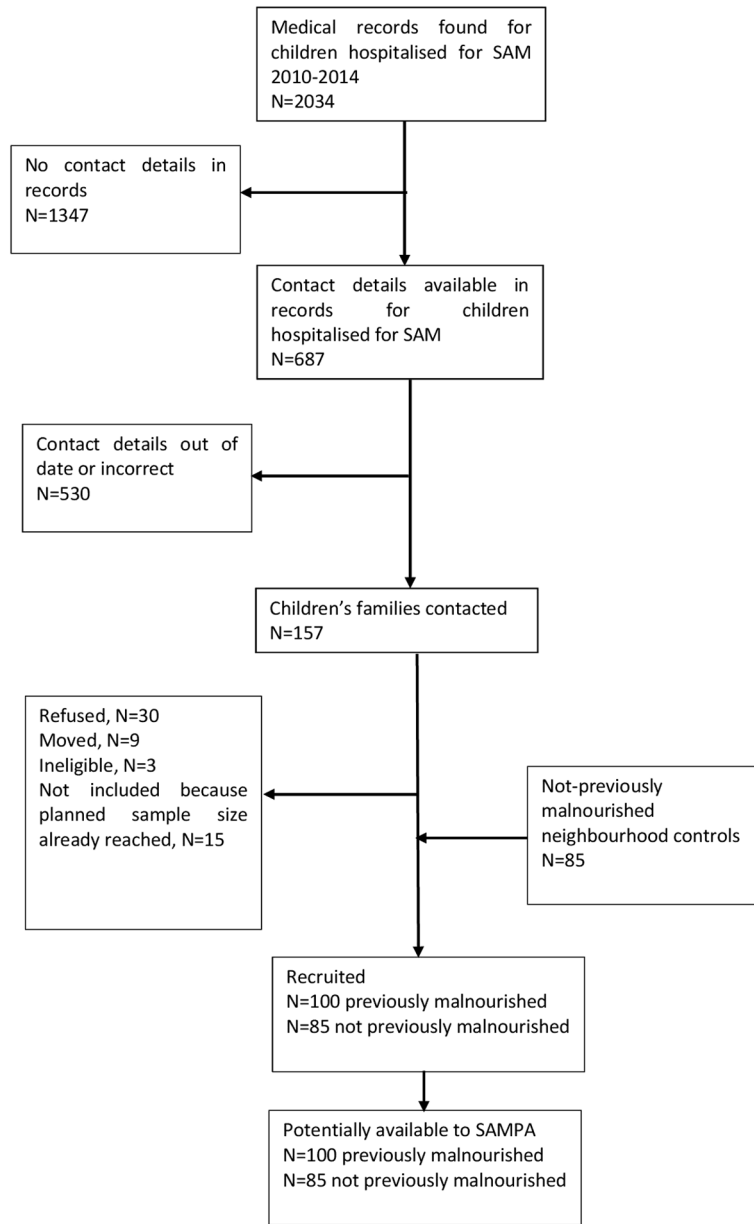 Medical records found for
children hospitalised for SAM
2010-2014
N=2034
No contact details in
records
N=1347
Contact details available in
records for children
hospitalised for SAM
N=687
Contact details out of
date or incorrect
N=530
Children’s families contacted
N=157
Refused, N=30
Moved, N=9
Ineligible, N=3
Not included because
planned sample size
already reached, N=15
Not-previously
malnourished
neighbourhood controls
N=85
Recruited
N=100 previously malnourished
N=85 not previously malnourished
Potentially available to SAMPA
N=100 previously malnourished
N=85 not previously malnourished